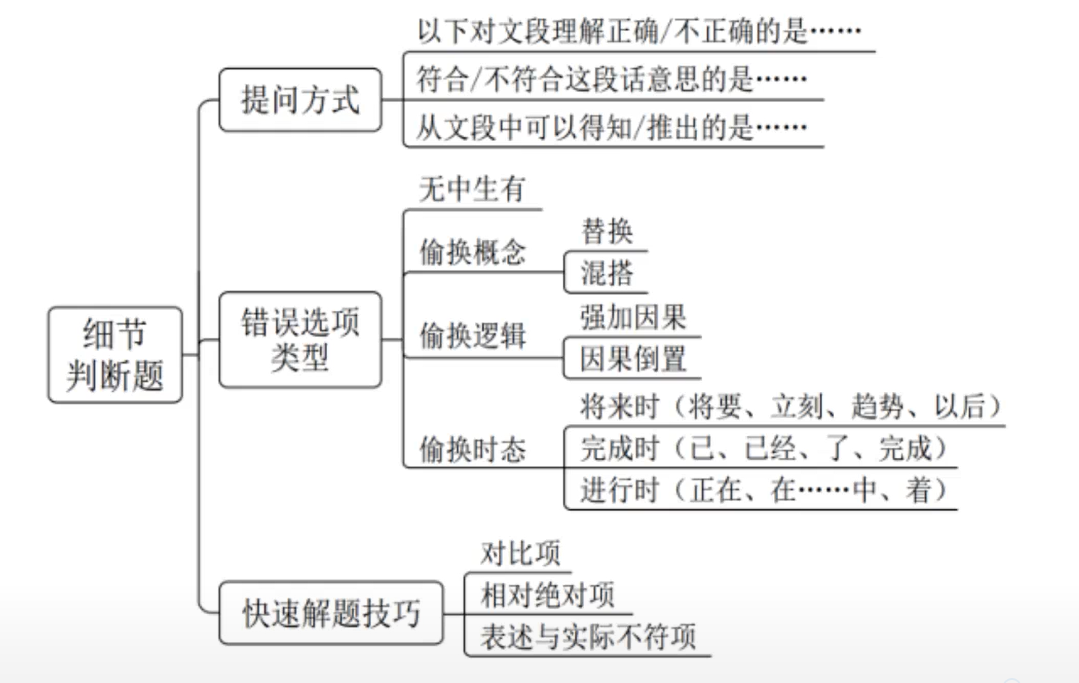 以下对文段理解正确/不正确的是……
符合/不符合这段话意思的是……
提问方式
从文段中可以得知/推出的是……
无中生有
替换
偷换概念
混搭
错误选项
类型
强加因果
偷换逻辑
因果倒置
细节
判断题
将来时（将要、立刻、趋势、以后）
偷换时态
完成时（已、已经、了、完成）
进行时（正在、在……中、着）
对比项
快速解题技巧
相对绝对项
表述与实际不符项